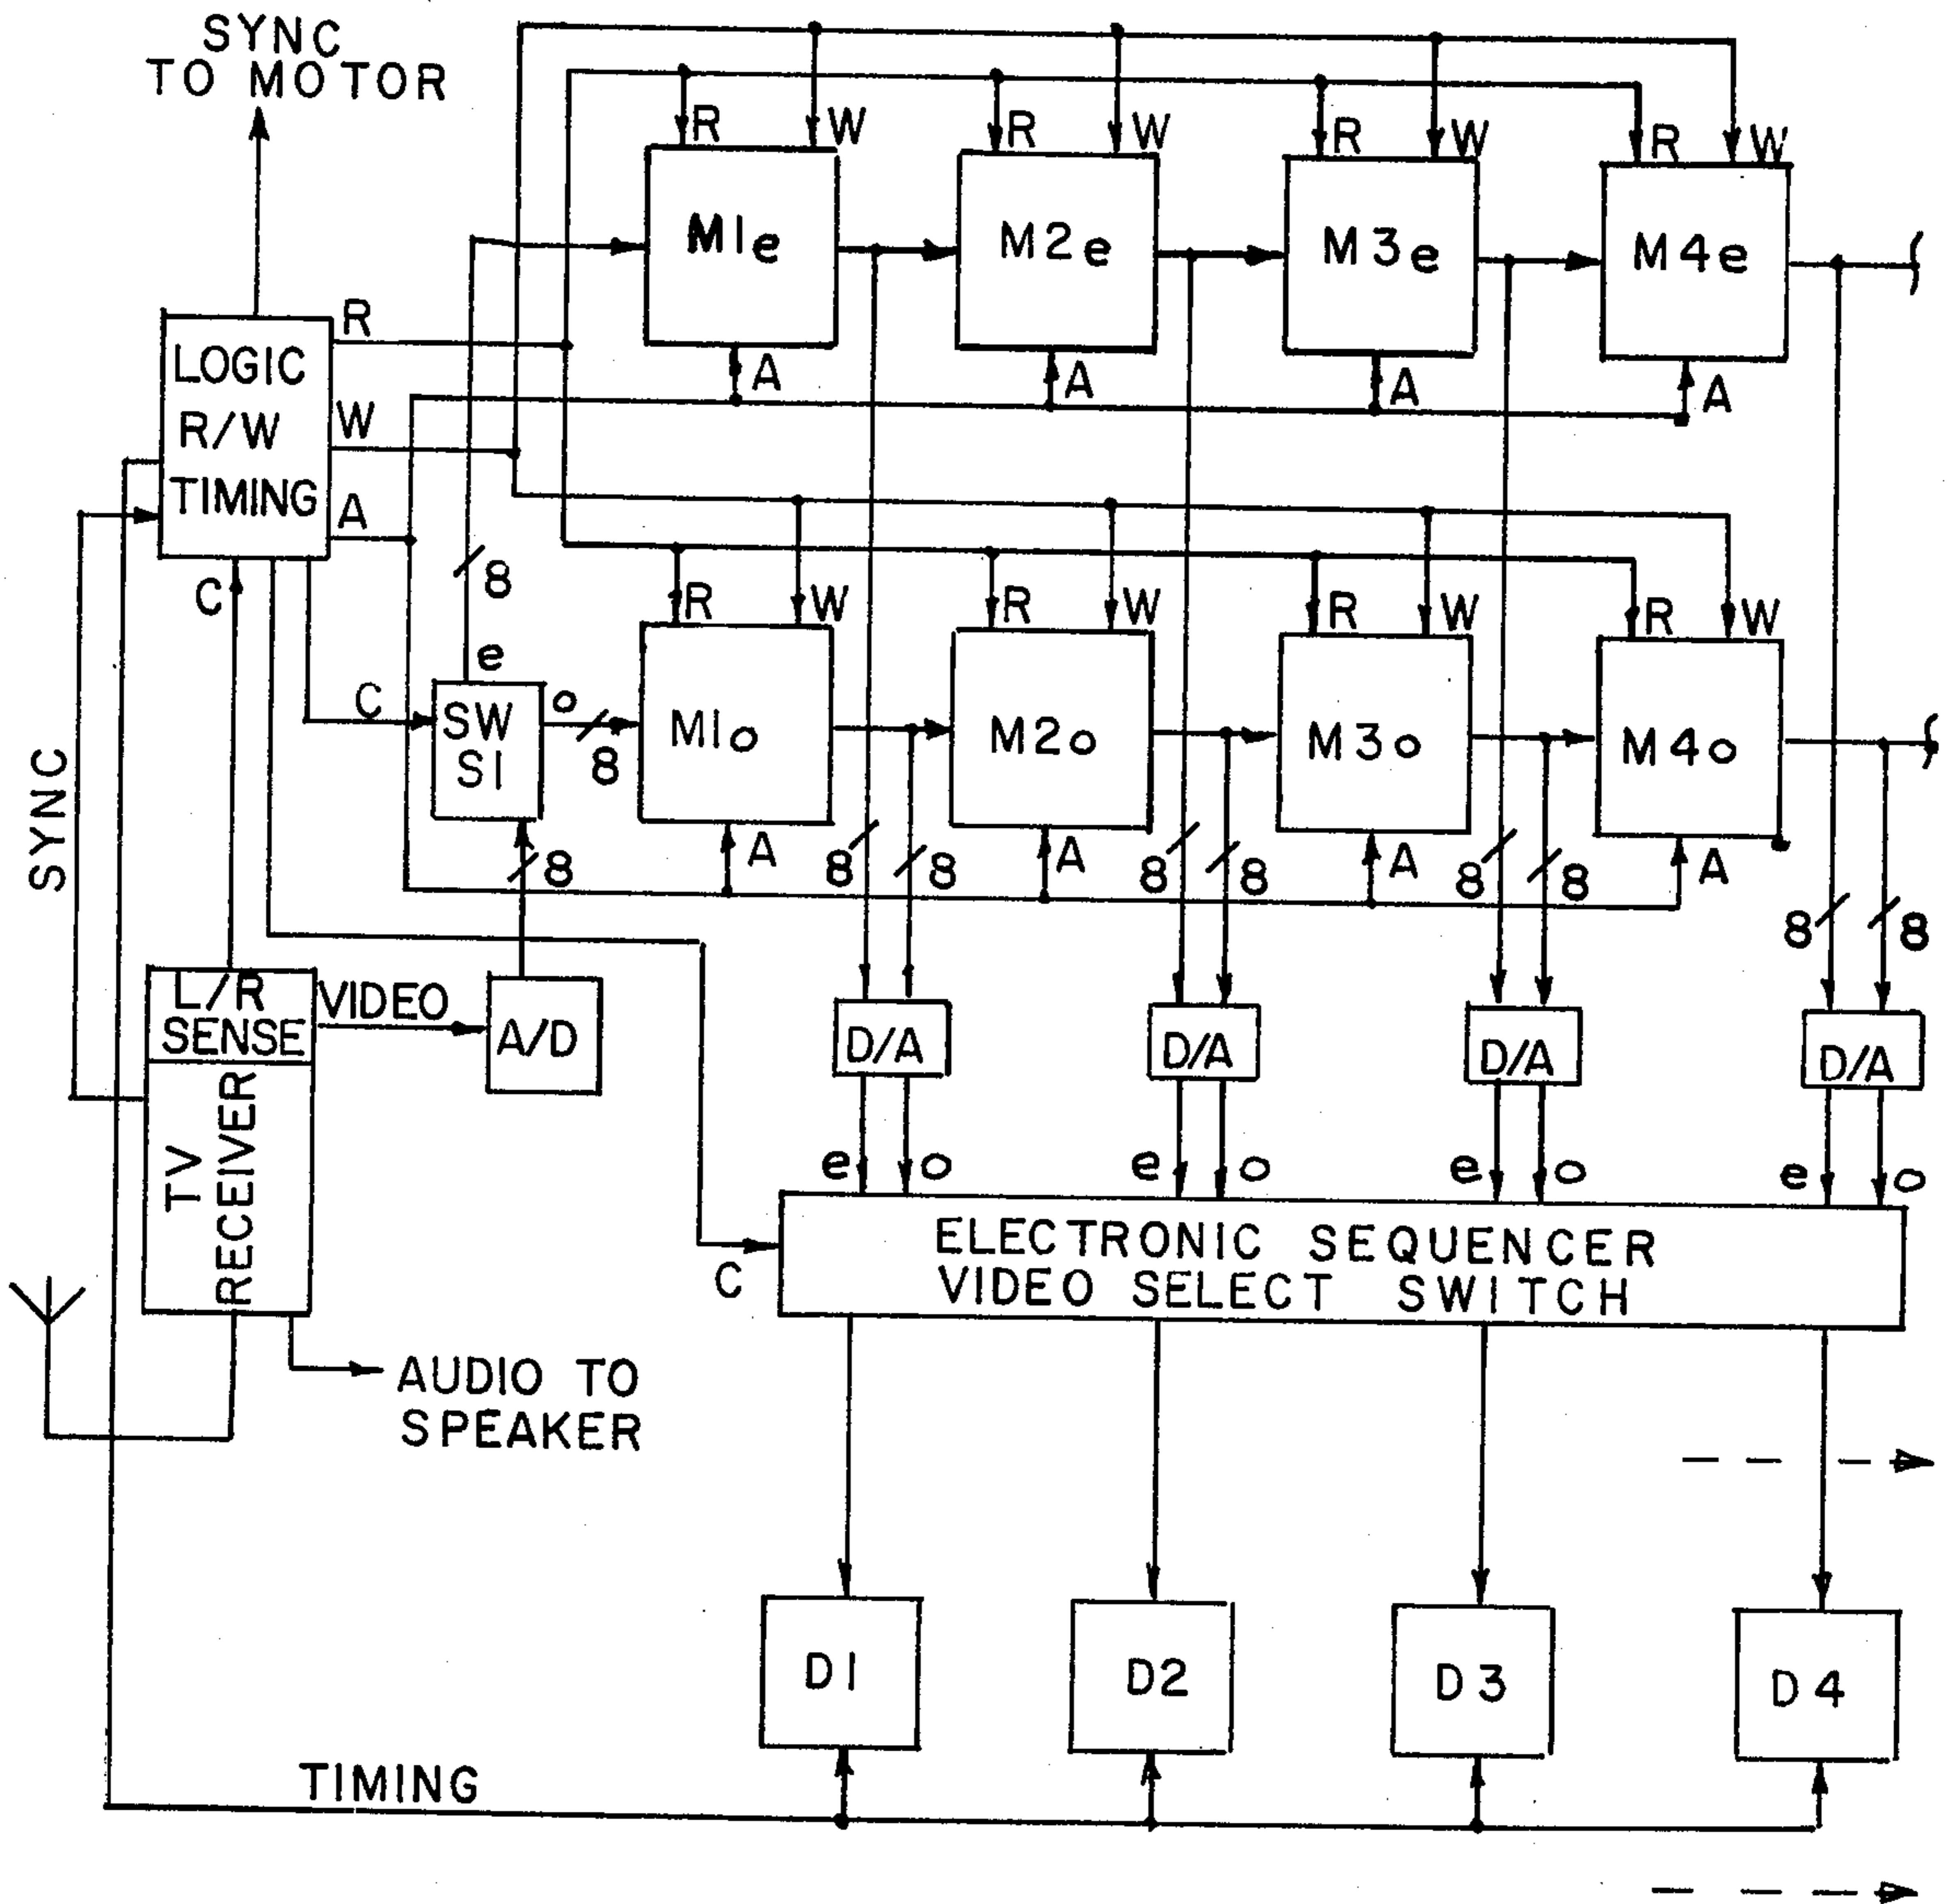 SYNC
TO MOTOR
R W R W R W R W
M1e M2e M3e M4e
A A A A
LOGIC
R/W
TIMING
R
W
A
8
C
R W R W R W R W
e
C
SW
S1
o
8
M1o M2o M3o M4o
A A A A
SYNC
8
8 8 8 8 8 8 8 8
L/R
SENSE
VIDEO
A/D
D/A D/A D/A D/A
TV
RECEIVER
e o e o e o e o
C
ELECTRONIC SEQUENCER
VIDEO SELECT SWITCH
AUDIO TO
SPEAKER
D1 D2 D3 D4
TIMING